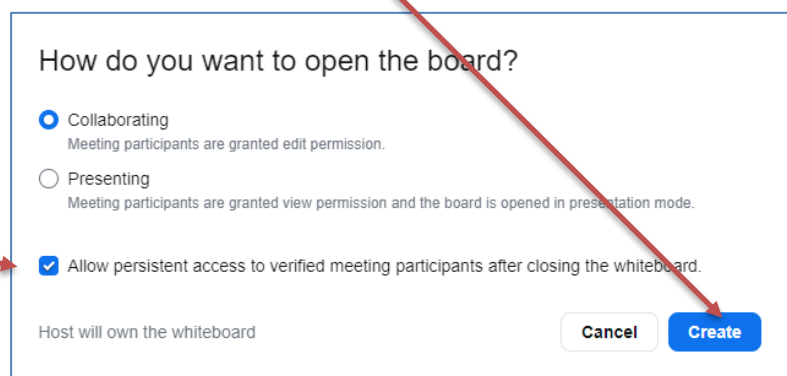 How do you want to open the board?
Collaborating
Meeting participants are granted edit permission.
Presenting
Meeting participants are granted view permission and the board is opened in presentation mode.
Allow persistent access to verified meeting participants after closing the whiteboard.
Host will own the whiteboard
Cancel
Create